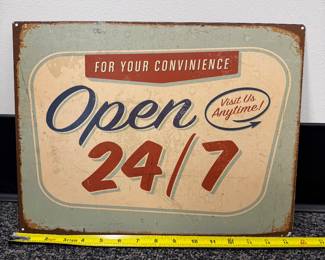 FOR YOUR CONVINIENCE
Open
Visit Us
Anytime!
24/7